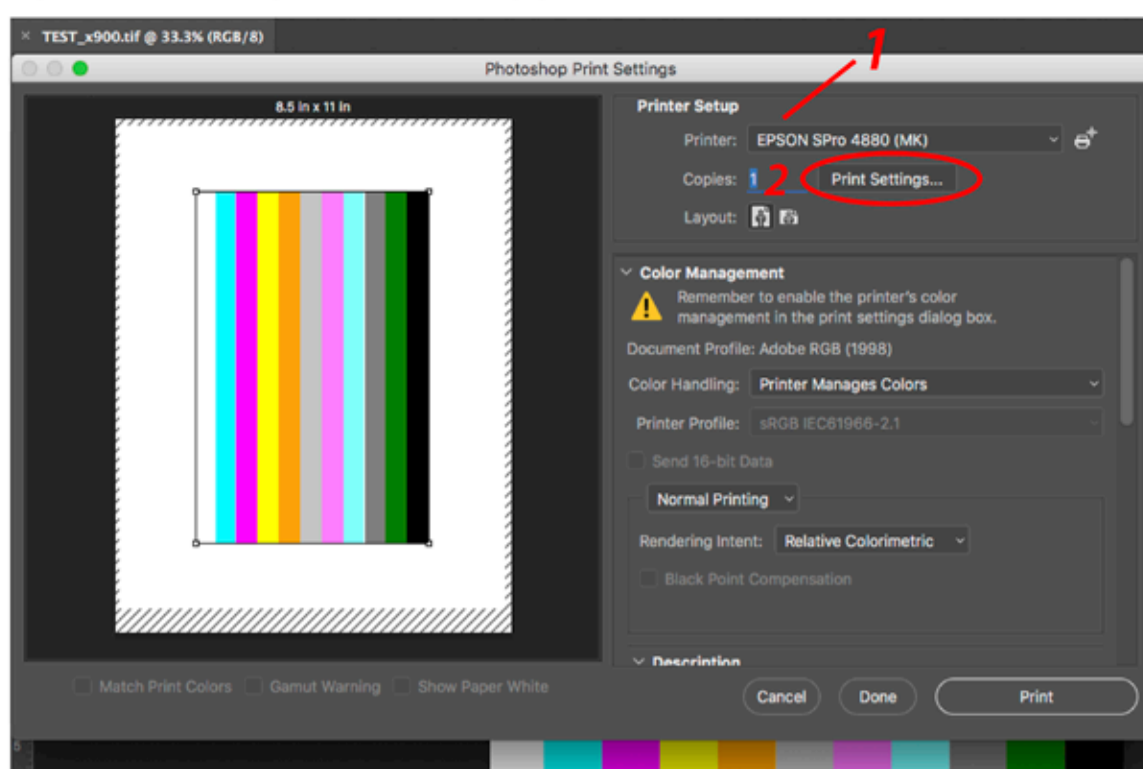 × TEST_x900.tif @ 33.3% (RGB/8)
1
Photoshop Print Settings
8.5 in x 11 in
Printer Setup
Printer: EPSON SPro 4880 (MK)
Copies: 1 2 Print Settings...
Layout:
Color Management
Remember to enable the printer's color
management in the print settings dialog box.
Document Profile: Adobe RGB (1998)
Color Handling: Printer Manages Colors
Printer Profile: sRGB IEC61966-2.1
Send 16-bit Data
Normal Printing
Rendering Intent: Relative Colorimetric
Black Point Compensation
Description
Match Print Colors Gamut Warning Show Paper White
Cancel Done Print
5